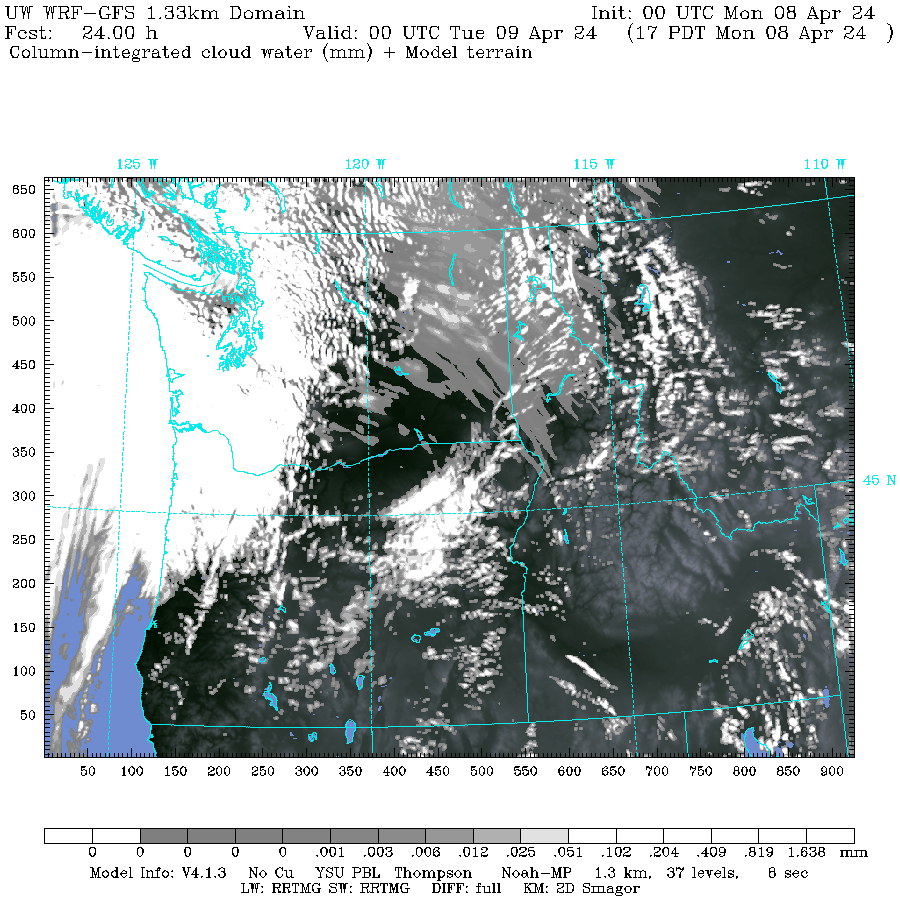 UW WRF-GFS 1.33km Domain Init: 00 UTC Mon 08 Apr 24
Fcst: 24.00 h Valid: 00 UTC Tue 09 Apr 24 (17 PDT Mon 08 Apr 24 )
Column-integrated cloud water (mm) + Model terrain
125 W 120 W 115 W 110 W
650
600
550
500
450
400
350
45 N
300
250
200
150
100
50
50 100 150 200 250 300 350 400 450 500 550 600 650 700 750 800 850 900
0 0 0 0 0 .001 .003 .006 .012 .025 .051 .102 .204 .409 .819 1.638 mm
Model Info: V4.1.3 No Cu YSU PBL Thompson Noah-MP 1.3 km, 37 levels, 8 sec
LW: RRTMG SW: RRTMG DIFF: full KM: 2D Smagor